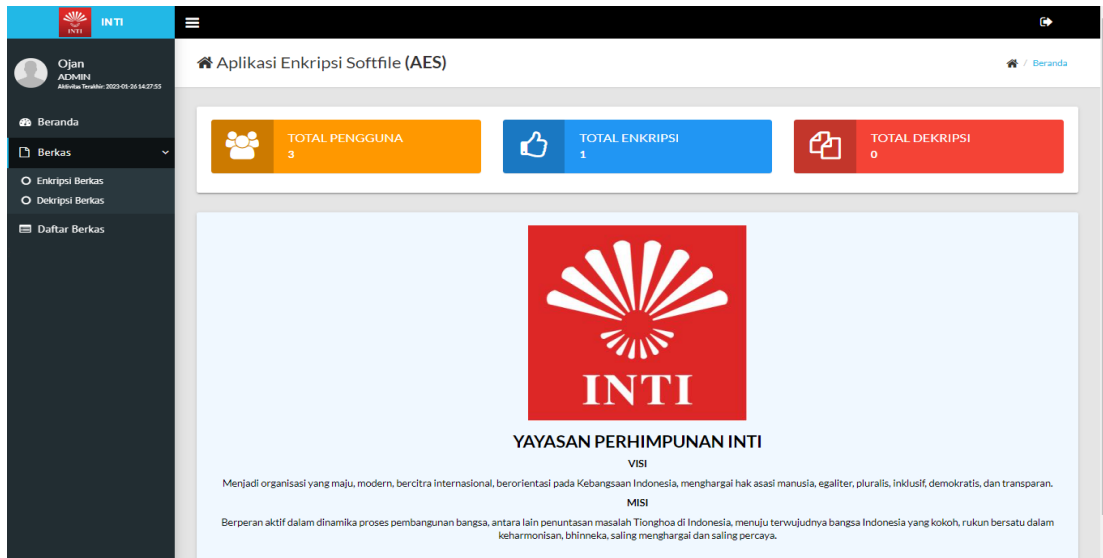 INTI
INTI
Ojan
ADMIN
Aktivitas Terakhir: 2023-01-26 14:27:55
Beranda
Berkas
Enkripsi Berkas
Dekripsi Berkas
Daftar Berkas
Aplikasi Enkripsi Softfile (AES)
/ Beranda
TOTAL PENGGUNA
3
TOTAL ENKRIPSI
1
TOTAL DEKRIPSI
0
INTI
YAYASAN PERHIMPUNAN INTI
VISI
Menjadi organisasi yang maju, modern, bercitra internasional, berorientasi pada Kebangsaan Indonesia, menghargai hak asasi manusia, egaliter, pluralis, inklusif, demokratis, dan transparan.
MISI
Berperan aktif dalam dinamika proses pembangunan bangsa, antara lain penuntasan masalah Tionghoa di Indonesia, menuju terwujudnya bangsa Indonesia yang kokoh, rukun bersatu dalam
keharmonisan, bhinneka, saling menghargai dan saling percaya.